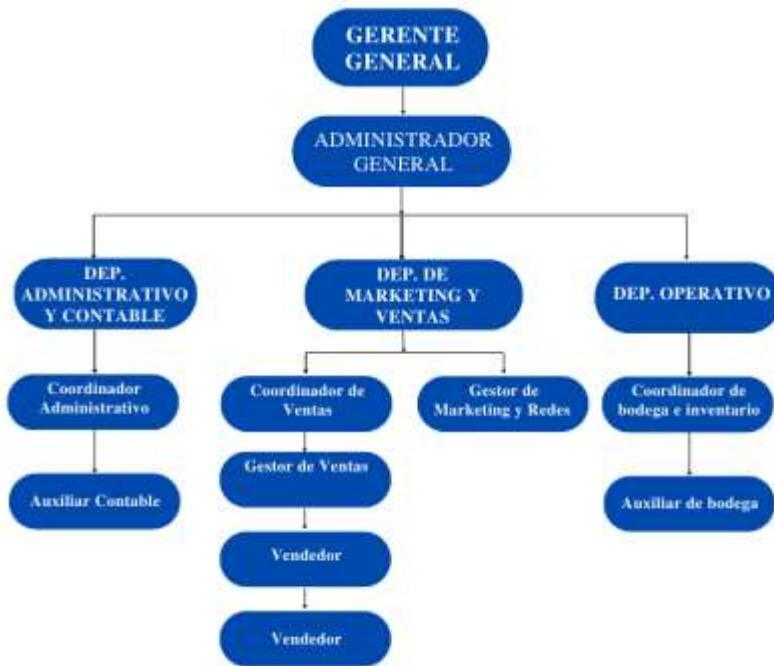 GERENTE
GENERAL
ADMINISTRADOR
GENERAL
DEP.
ADMINISTRATIVO
Y CONTABLE
DEP. DE
MARKETING Y
VENTAS
DEP. OPERATIVO
Coordinador
Administrativo
Coordinador de
Ventas
Gestor de
Marketing y Redes
Coordinador de
bodega e inventario
Gestor de Ventas
Auxiliar Contable
Auxiliar de bodega
Vendedor
Vendedor